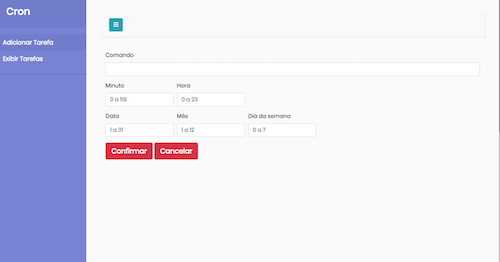 Cron
Adicionar Tarefa
Exibir Tarefas
Comando
Minuto Hora
0 a 59 0 a 23
Data Mês Dia da semana
1 a 31 1 a 12 0 a 7
Confirmar Cancelar